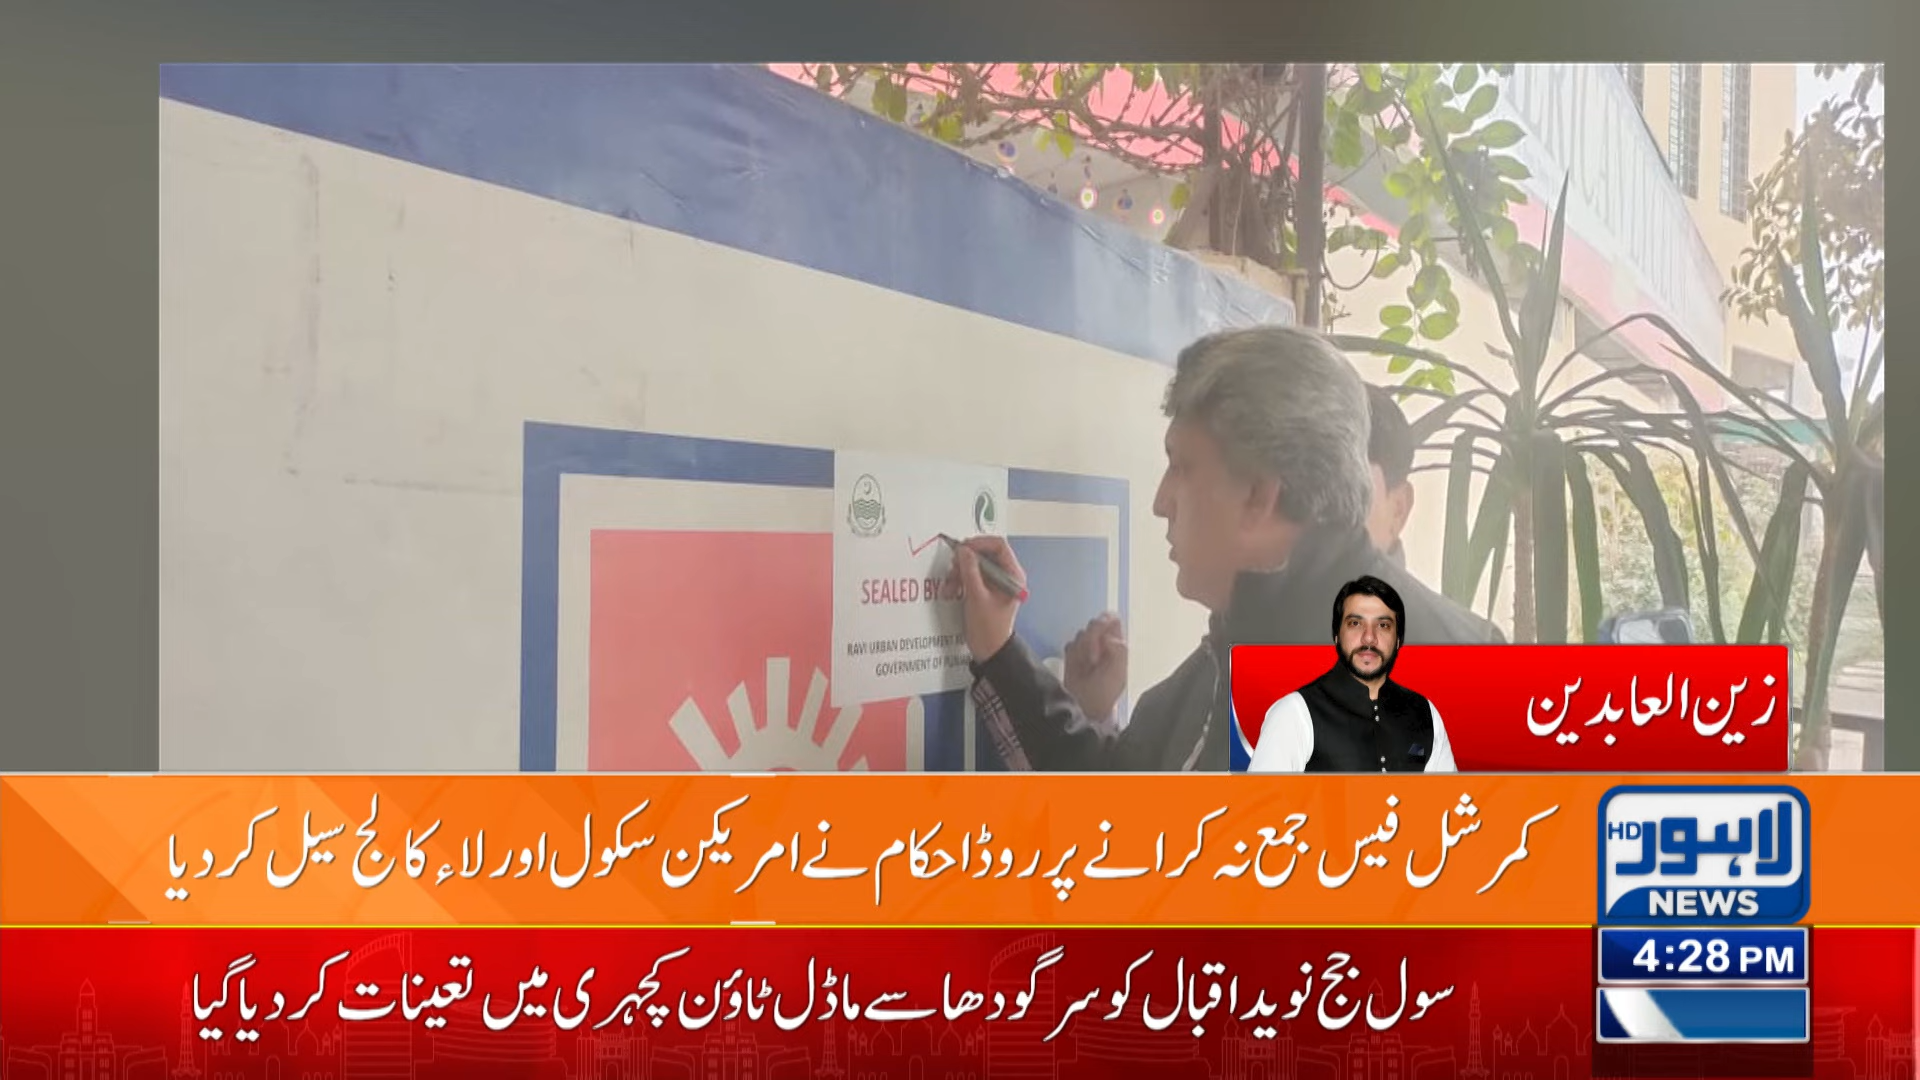 SEALED BY
RAVI URBAN DEVELOPMENT
GOVERNMENT OF PUNJAB
زین العابدین
کمرشل فیس جمع نہ کرانے پر روڈا حکام نے امریکن سکول اور لاء کالج سیل کر دیا
لاہور
HD
NEWS
4:28 PM
سول جج نوید اقبال کو سرگودھا سے ماڈل ٹاؤن کچہری میں تعینات کر دیا گیا